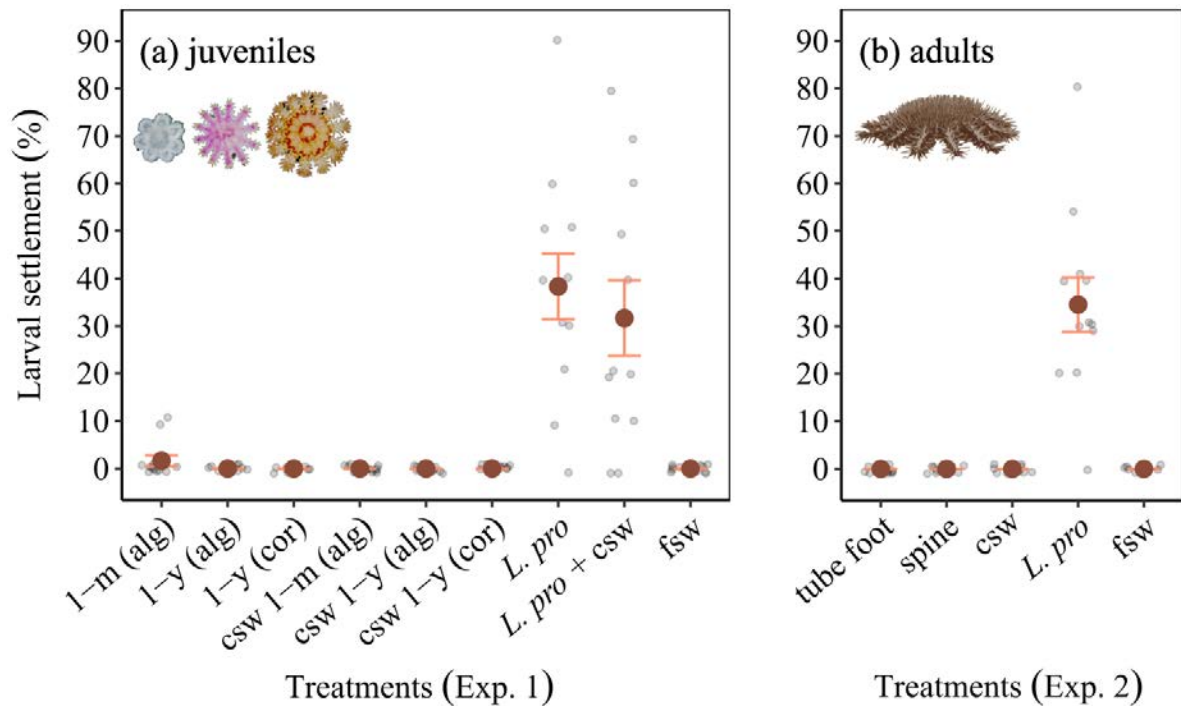 (a) juveniles
(b) adults
Larval settlement (%)
90
80
70
60
50
40
30
20
10
0
90
80
70
60
50
40
30
20
10
0
1−m (alg)
1−y (alg)
1−y (cor)
csw 1−m (alg)
csw 1−y (alg)
csw 1−y (cor)
L. pro
L. pro + csw
fsw
tube foot
spine
csw
L. pro
fsw
Treatments (Exp. 1)
Treatments (Exp. 2)